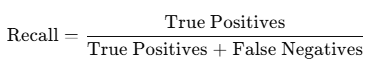 Recall = True Positives / True Positives + False Negatives